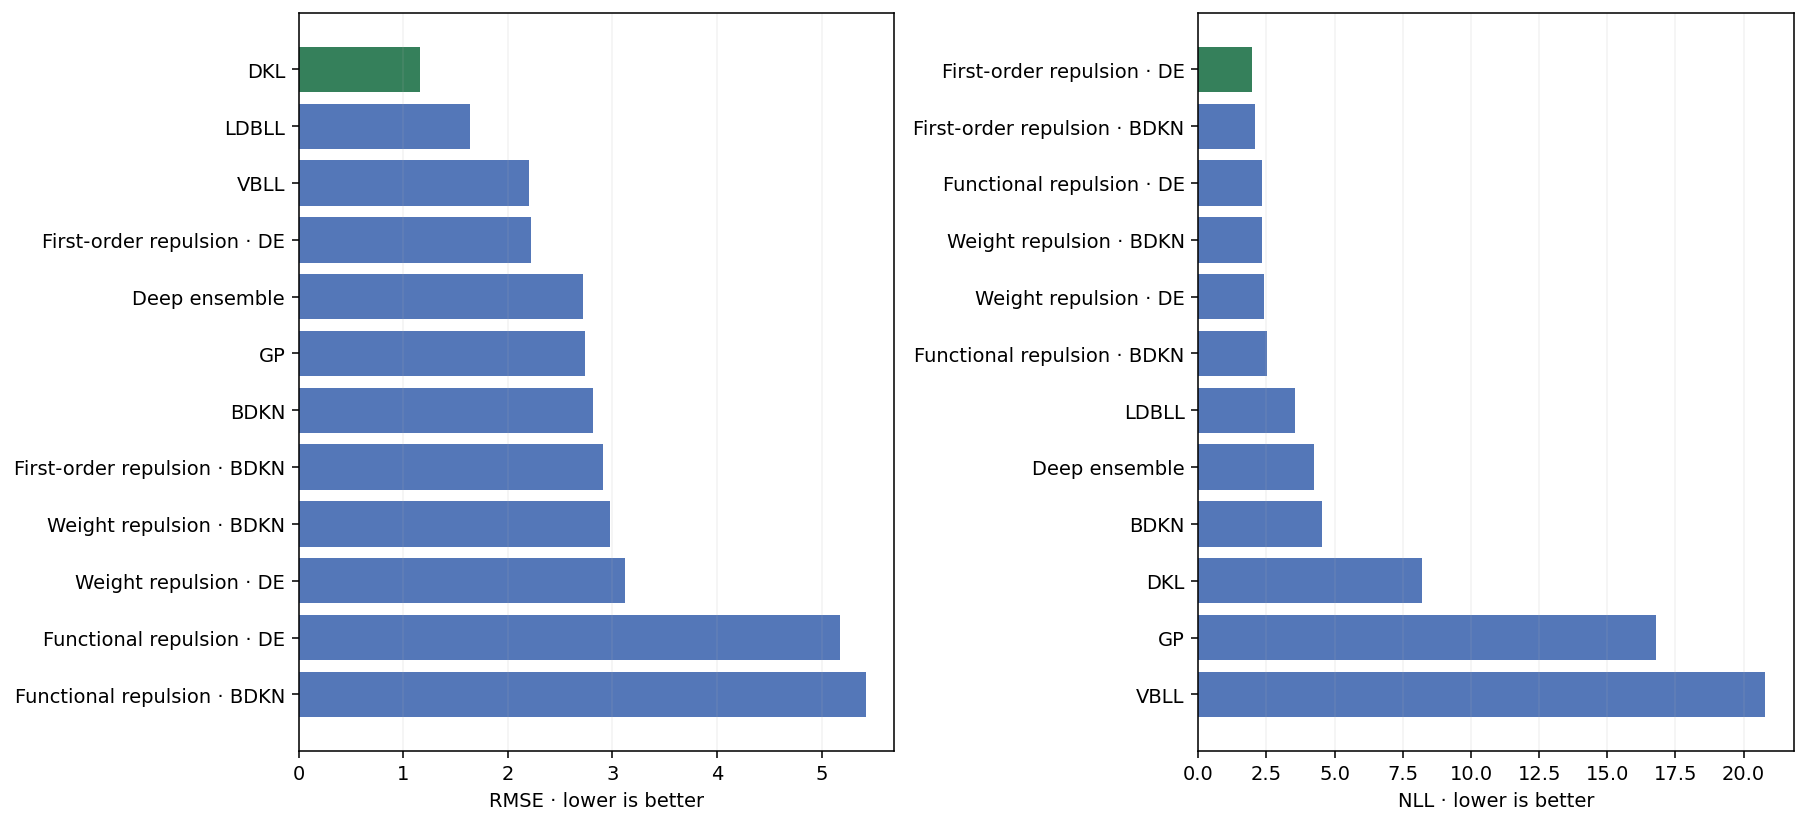 DKL
LDBLL
VBLL
First-order repulsion · DE
Deep ensemble
GP
BDKN
First-order repulsion · BDKN
Weight repulsion · BDKN
Weight repulsion · DE
Functional repulsion · DE
Functional repulsion · BDKN
0 1 2 3 4 5
RMSE · lower is better
First-order repulsion · DE
First-order repulsion · BDKN
Functional repulsion · DE
Weight repulsion · BDKN
Weight repulsion · DE
Functional repulsion · BDKN
LDBLL
Deep ensemble
BDKN
DKL
GP
VBLL
0.0 2.5 5.0 7.5 10.0 12.5 15.0 17.5 20.0
NLL · lower is better